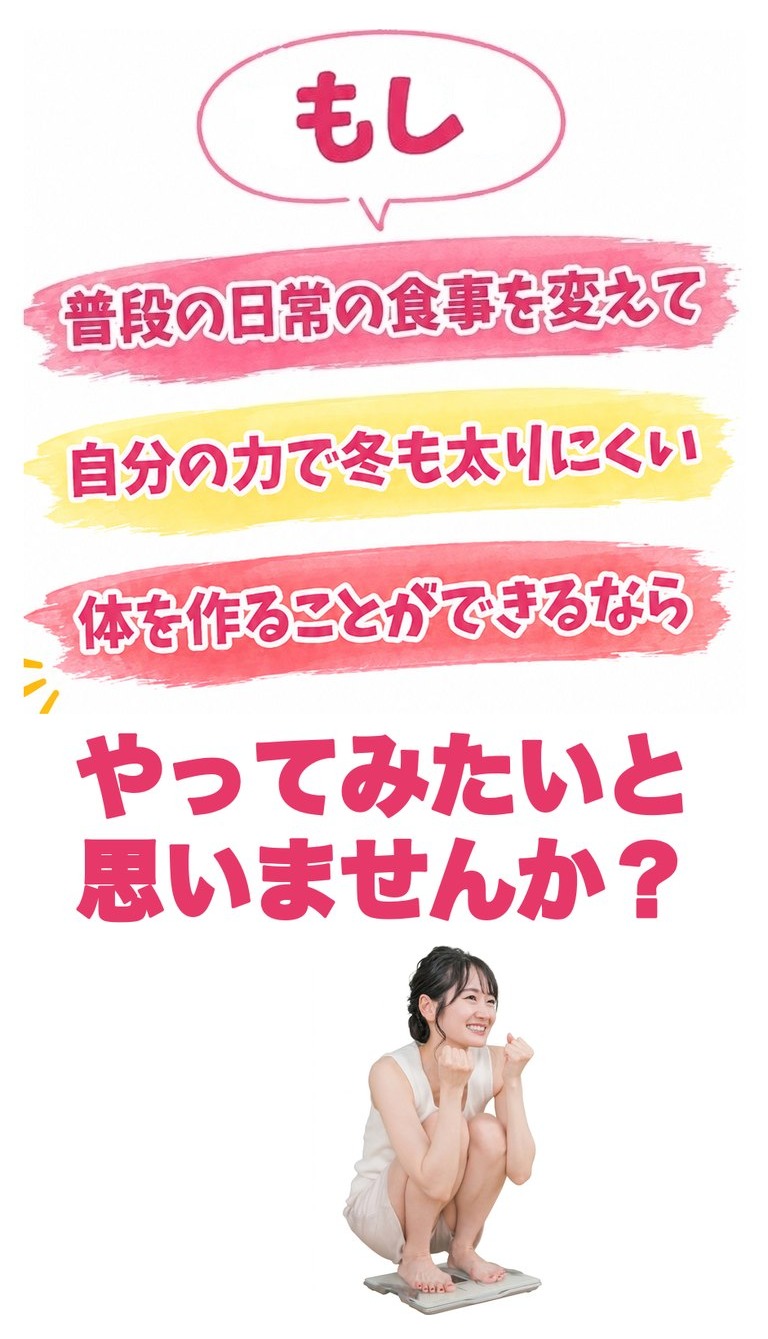 もし
普段の日常の食事を変えて
自分の力で冬も太りにくい
体を作ることができるなら
やってみたいと
思いませんか？